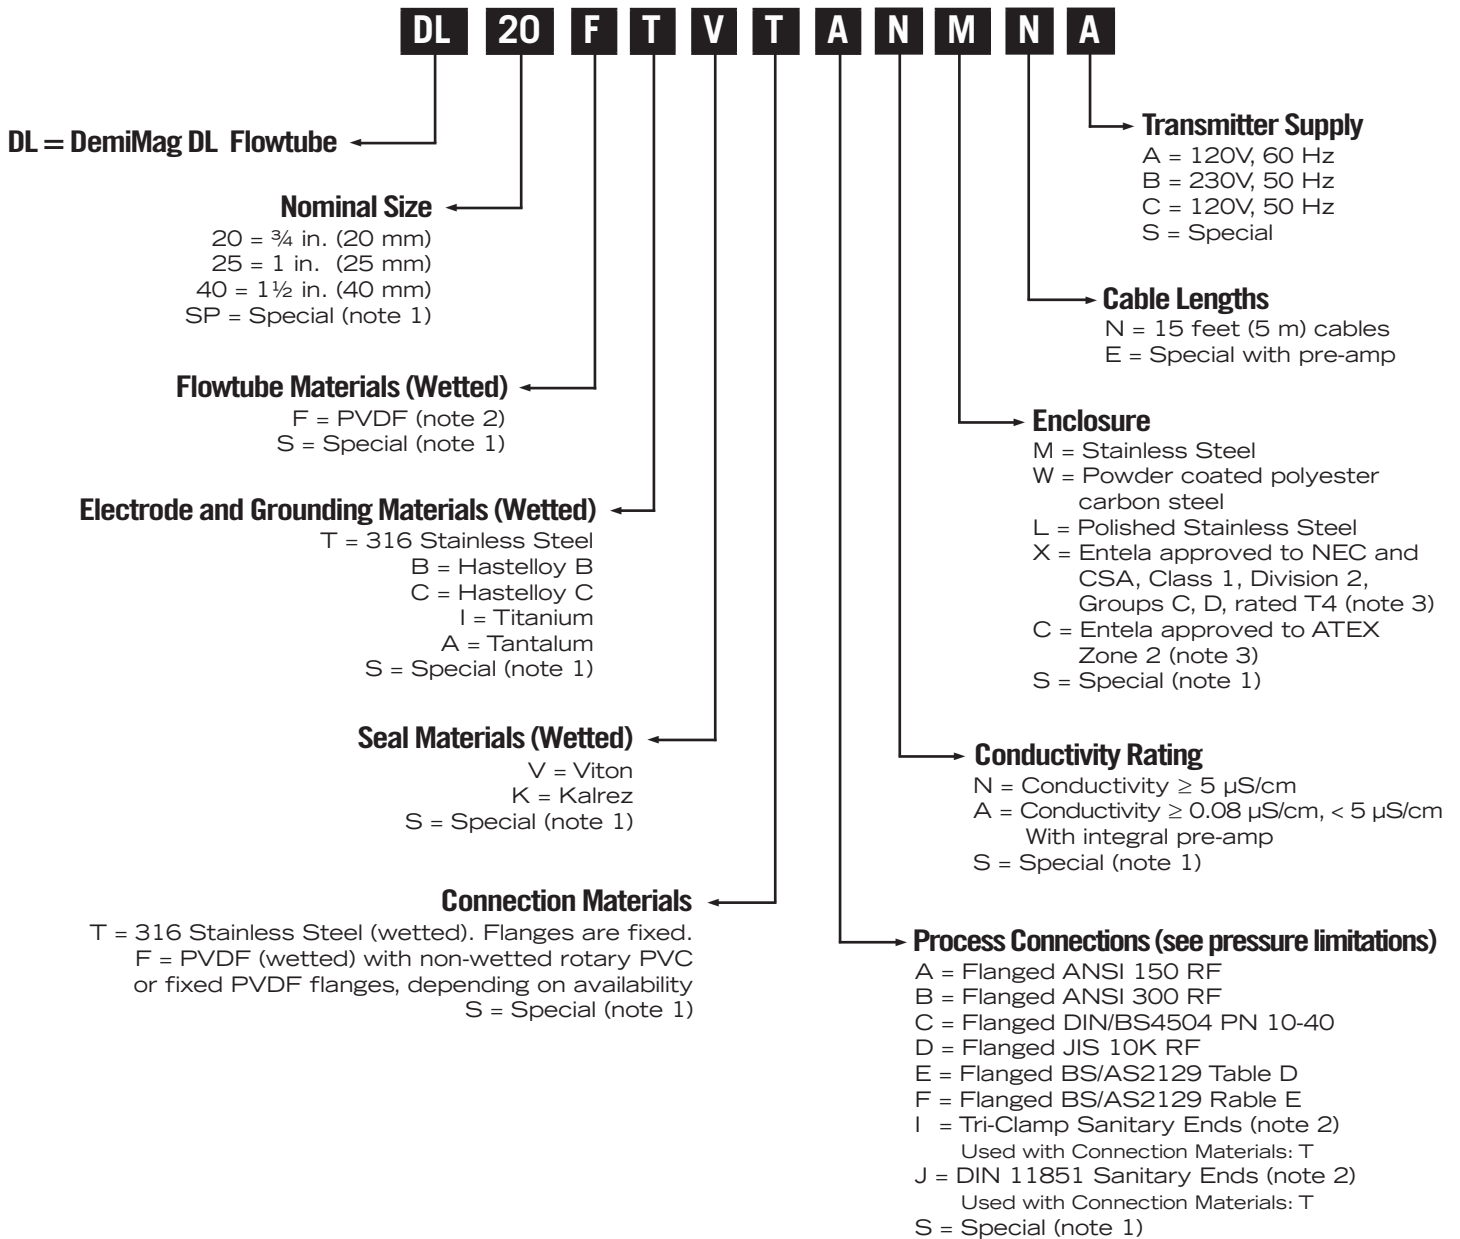 DL 20 F T V T A N M N A
DL = DemiMag DL Flowtube
Nominal Size
20 = ¾ in. (20 mm)
25 = 1 in. (25 mm)
40 = 1½ in. (40 mm)
SP = Special (note 1)
Flowtube Materials (Wetted)
F = PVDF (note 2)
S = Special (note 1)
Electrode and Grounding Materials (Wetted)
T = 316 Stainless Steel
B = Hastelloy B
C = Hastelloy C
I = Titanium
A = Tantalum
S = Special (note 1)
Seal Materials (Wetted)
V = Viton
K = Kalrez
S = Special (note 1)
Connection Materials
T = 316 Stainless Steel (wetted). Flanges are fixed.
F = PVDF (wetted) with non-wetted rotary PVC
or fixed PVDF flanges, depending on availability
S = Special (note 1)
Transmitter Supply
A = 120V, 60 Hz
B = 230V, 50 Hz
C = 120V, 50 Hz
S = Special
Cable Lengths
N = 15 feet (5 m) cables
E = Special with pre-amp
Enclosure
M = Stainless Steel
W = Powder coated polyester
carbon steel
L = Polished Stainless Steel
X = Entela approved to NEC and
CSA, Class 1, Division 2,
Groups C, D, rated T4 (note 3)
C = Entela approved to ATEX
Zone 2 (note 3)
S = Special (note 1)
Conductivity Rating
N = Conductivity ≥ 5 µS/cm
A = Conductivity ≥ 0.08 µS/cm, < 5 µS/cm
With integral pre-amp
S = Special (note 1)
Process Connections (see pressure limitations)
A = Flanged ANSI 150 RF
B = Flanged ANSI 300 RF
C = Flanged DIN/BS4504 PN 10-40
D = Flanged JIS 10K RF
E = Flanged BS/AS2129 Table D
F = Flanged BS/AS2129 Rable E
I = Tri-Clamp Sanitary Ends (note 2)
Used with Connection Materials: T
J = DIN 11851 Sanitary Ends (note 2)
Used with Connection Materials: T
S = Special (note 1)